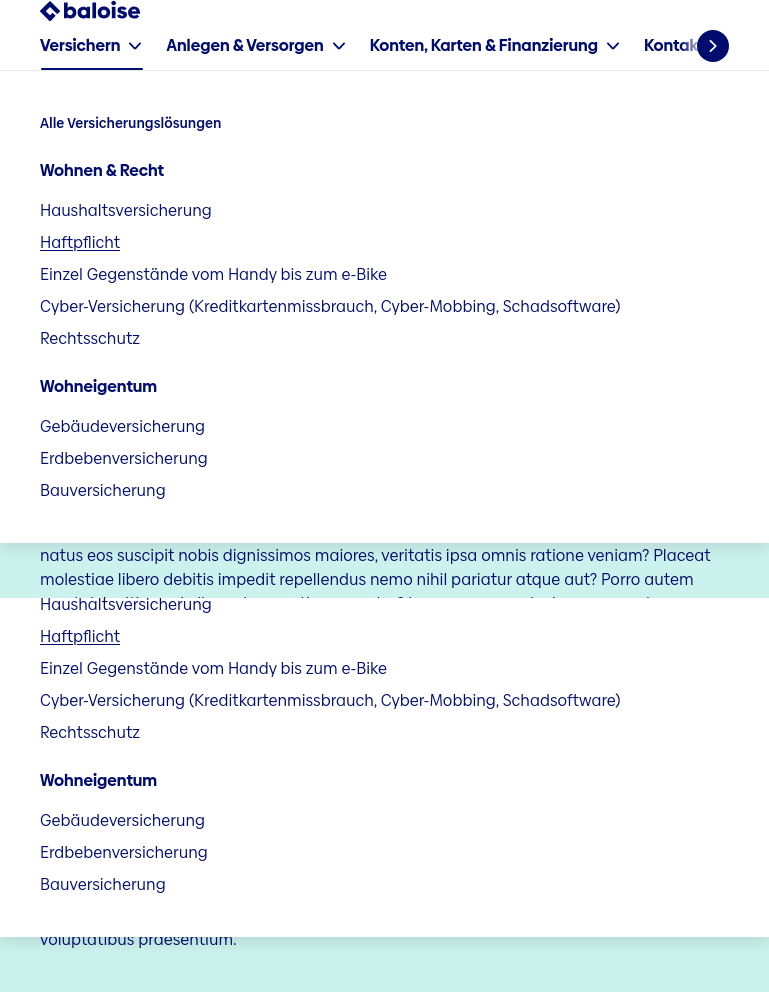 baloise
Versichern Anlegen & Versorgen Konten, Karten & Finanzierung Kontak
Alle Versicherungslösungen
Wohnen & Recht
Haushaltsversicherung
Haftpflicht
Einzel Gegenstände vom Handy bis zum e-Bike
Cyber-Versicherung (Kreditkartenmissbrauch, Cyber-Mobbing, Schadsoftware)
Rechtsschutz
Wohneigentum
Gebäudeversicherung
Erdbebenversicherung
Bauversicherung
natus eos suscipit nobis dignissimos maiores, veritatis ipsa omnis ratione veniam? Placeat
molestiae libero debitis impedit repellendus nemo nihil pariatur atque aut? Porro autem
Haushaltsversicherung
Haftpflicht
Einzel Gegenstände vom Handy bis zum e-Bike
Cyber-Versicherung (Kreditkartenmissbrauch, Cyber-Mobbing, Schadsoftware)
Rechtsschutz
Wohneigentum
Gebäudeversicherung
Erdbebenversicherung
Bauversicherung
voluptatibus praesentium.